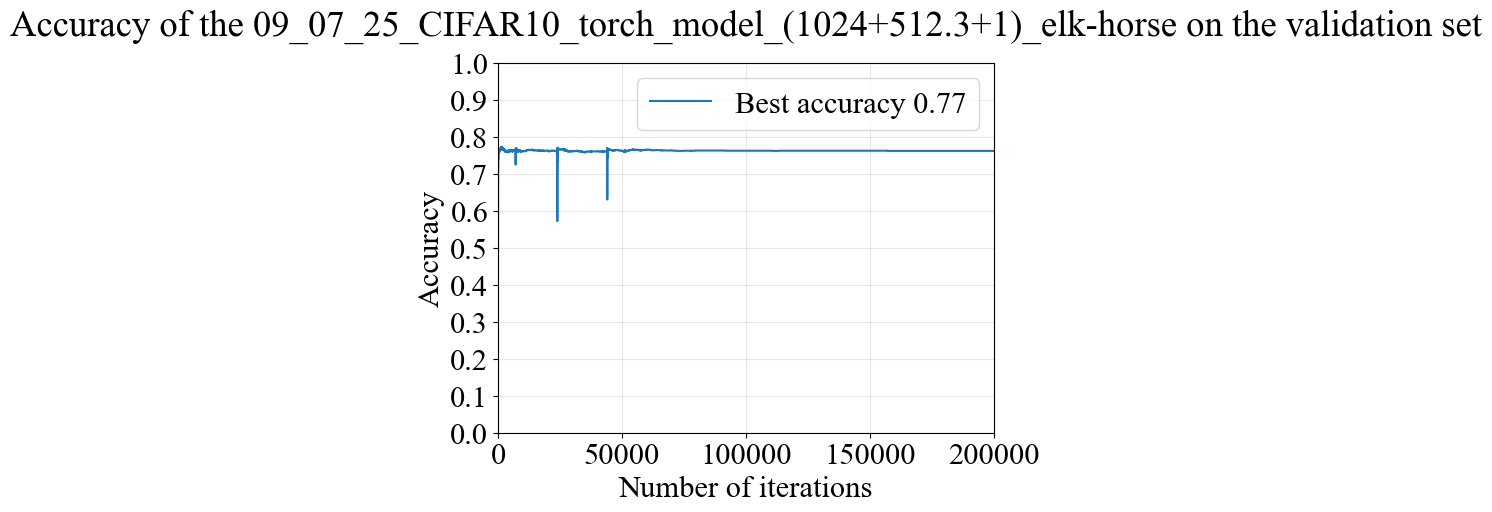 Accuracy of the 09_07_25_CIFAR10_torch_model_(1024+512.3+1)_elk-horse on the validation set
Best accuracy 0.77
Accuracy
1.0
0.9
0.8
0.7
0.6
0.5
0.4
0.3
0.2
0.1
0.0
0 50000 100000 150000 200000
Number of iterations